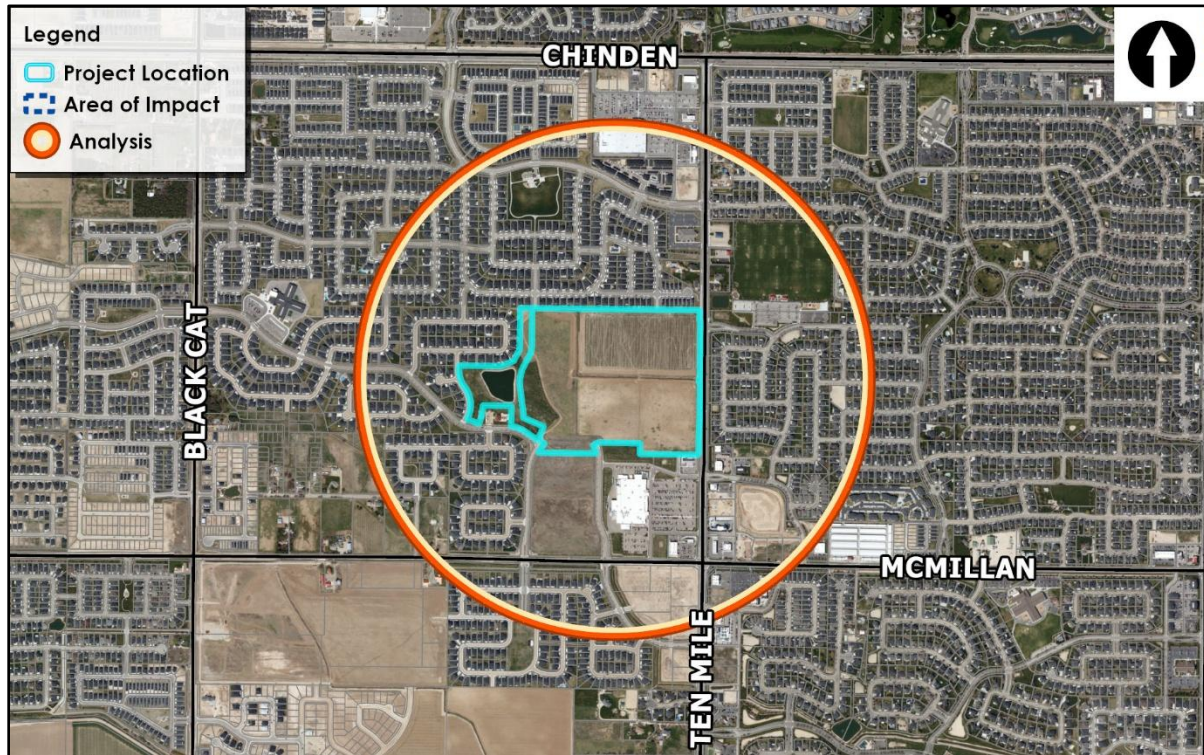 Legend
Project Location
Area of Impact
Analysis
CHINDEN
BLACK CAT
MCMILLAN
TEN MILE